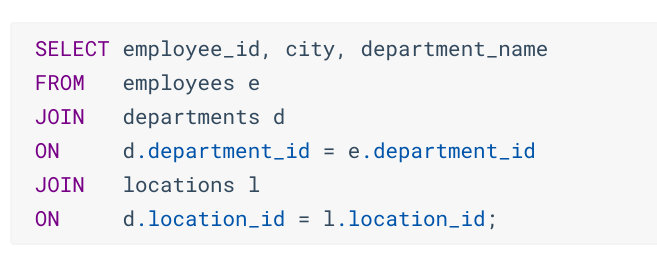 SELECT employee_id, city, department_name
FROM   employees e
JOIN   departments d
ON     d.department_id = e.department_id
JOIN   locations l
ON     d.location_id = l.location_id;